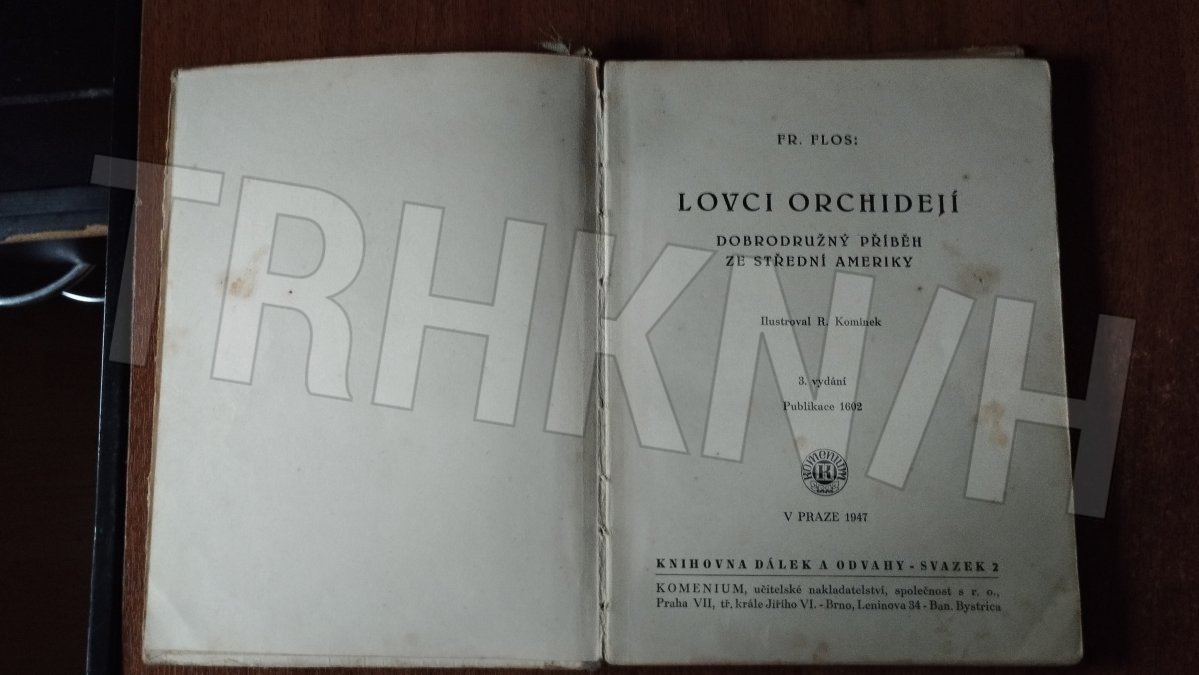 FR. FLOS:
LOVCI ORCHIDEJÍ
DOBRODRUŽNÝ PŘÍBĚH
ZE STŘEDNÍ AMERIKY
Ilustroval R. Komínek
3. vydání
Publikace 1602
KOMENIUM
K
V PRAZE 1947
KNIHOVNA DÁLEK A ODVAHY - SVAZEK 2
KOMENIUM, učitelské nakladatelství, společnost s r. o.,
Praha VII, tř. krále Jiřího VI. - Brno, Leninova 34 - Ban. Bystrica
TRHKN/H